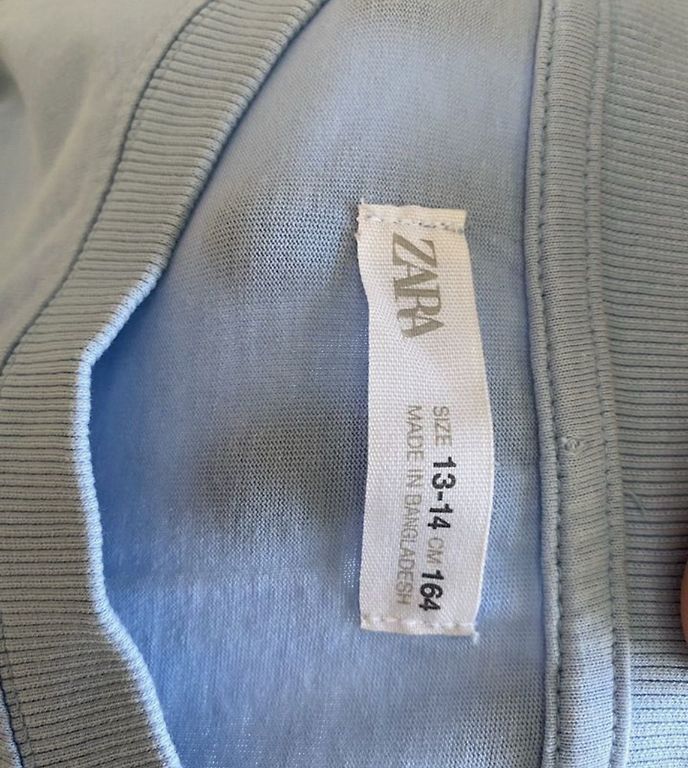 ZARA
SIZE 13-14 CM 164
MADE IN BANGLADESH